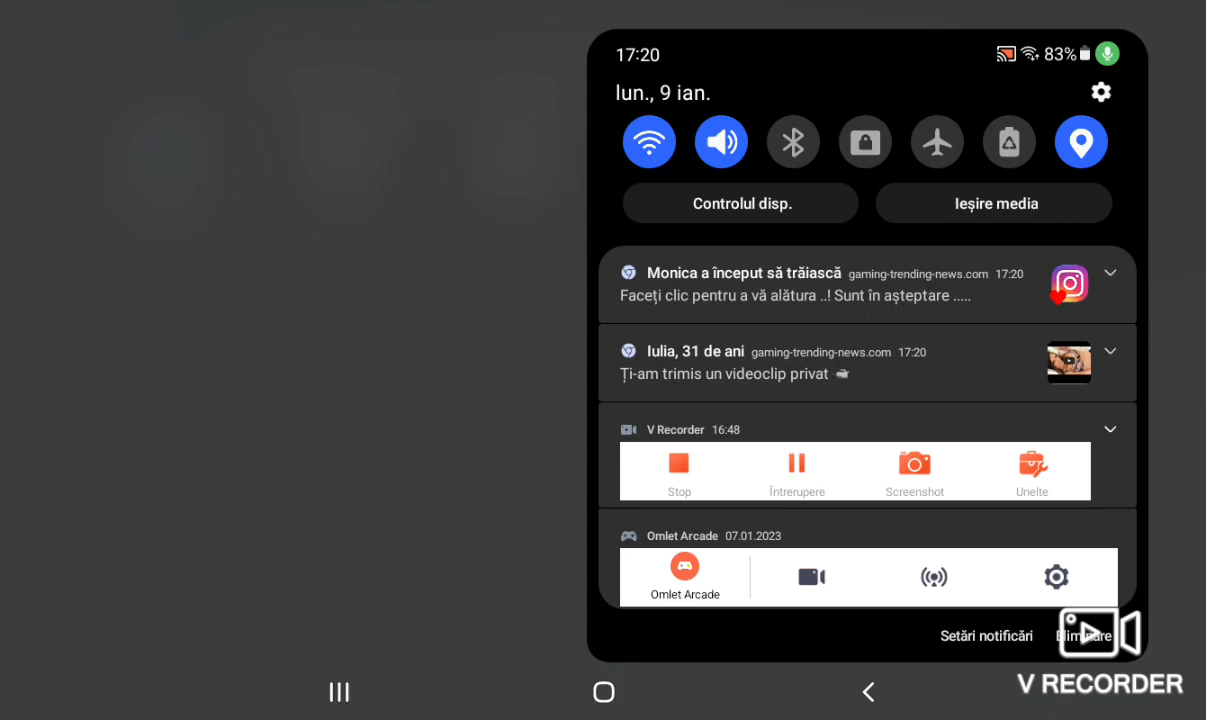 17:20
83%
lun., 9 ian.
Controlul disp.
Ieșire media
Monica a început să trăiască gaming-trending-news.com 17:20
Faceți clic pentru a vă alătura ..! Sunt în așteptare .....
Iulia, 31 de ani gaming-trending-news.com 17:20
Ți-am trimis un videoclip privat
V Recorder 16:48
Stop
Întrerupere
Screenshot
Unelte
Omlet Arcade 07.01.2023
Omlet Arcade
Setări notificări
Eliminare
V RECORDER